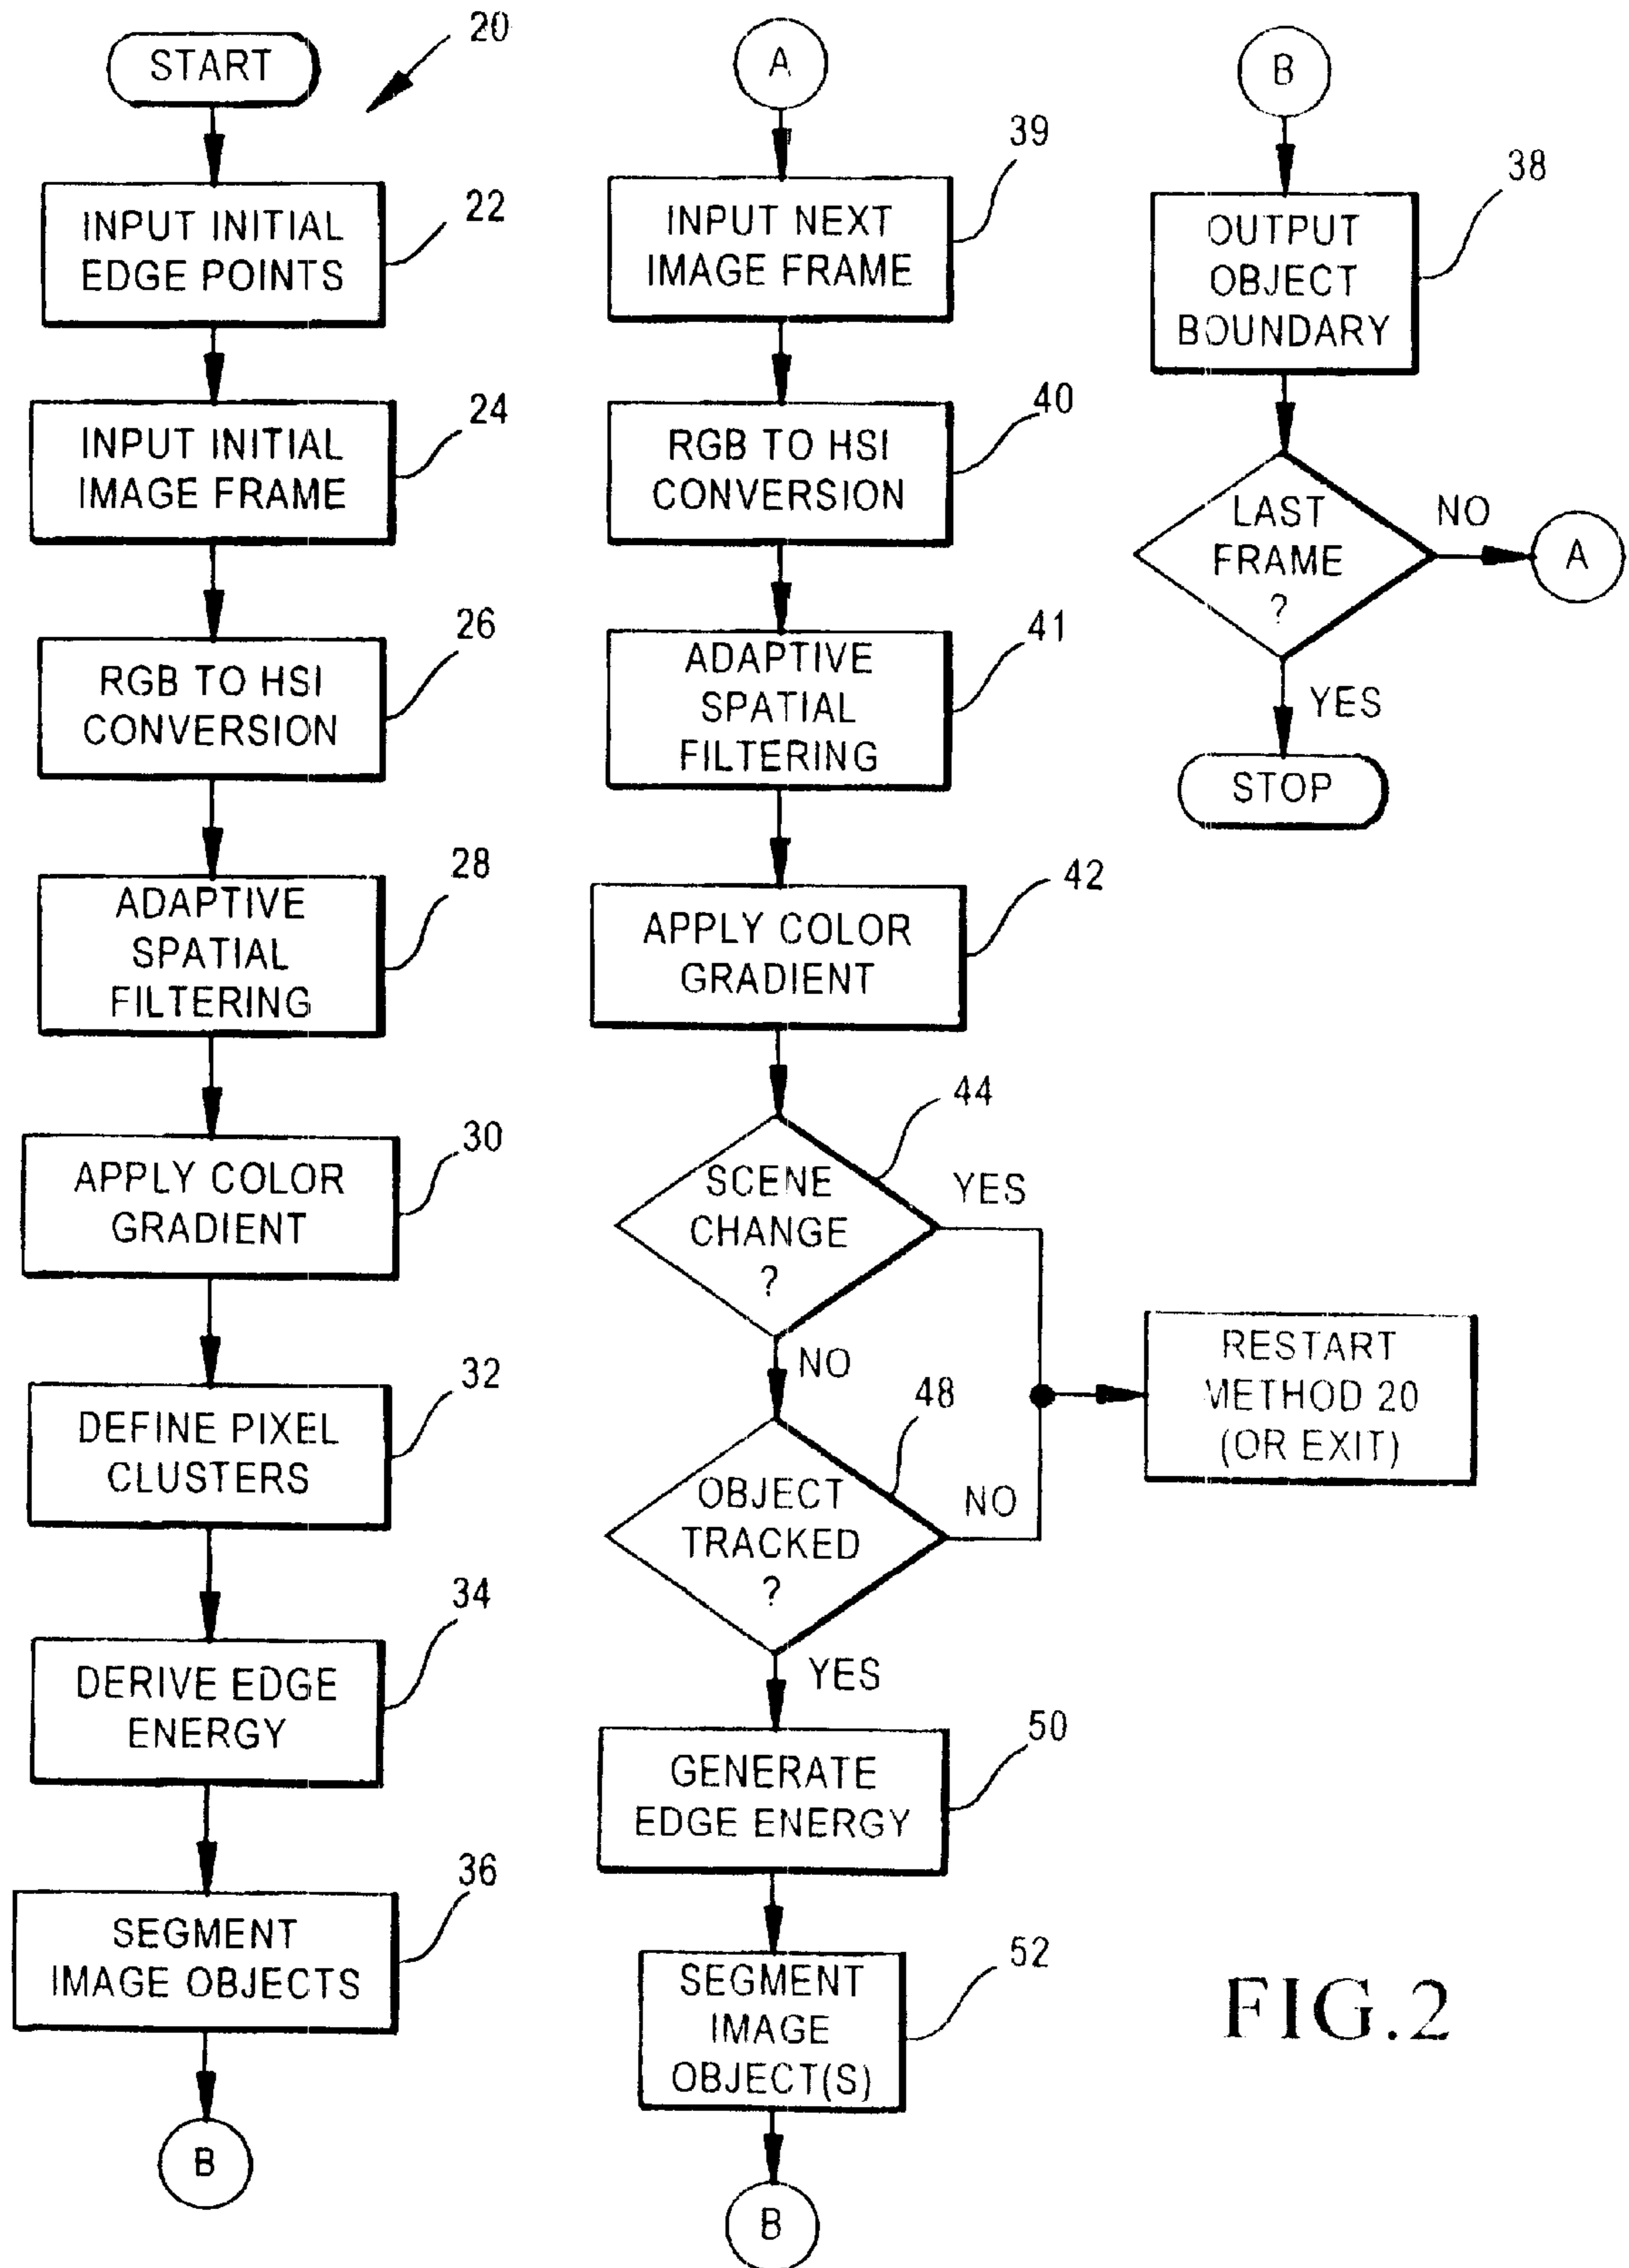 START
20
INPUT INITIAL
EDGE POINTS
22
INPUT INITIAL
IMAGE FRAME
24
RGB TO HSI
CONVERSION
26
ADAPTIVE
SPATIAL
FILTERING
28
APPLY COLOR
GRADIENT
30
DEFINE PIXEL
CLUSTERS
32
DERIVE EDGE
ENERGY
34
SEGMENT
IMAGE OBJECTS
36
B
A
INPUT NEXT
IMAGE FRAME
39
RGB TO HSI
CONVERSION
40
ADAPTIVE
SPATIAL
FILTERING
41
APPLY COLOR
GRADIENT
42
SCENE
CHANGE
?
44
YES
NO
OBJECT
TRACKED
?
48
NO
YES
RESTART
METHOD 20
(OR EXIT)
GENERATE
EDGE ENERGY
50
SEGMENT
IMAGE
OBJECT(S)
52
B
B
OUTPUT
OBJECT
BOUNDARY
38
LAST
FRAME
?
NO
A
YES
STOP
FIG.2